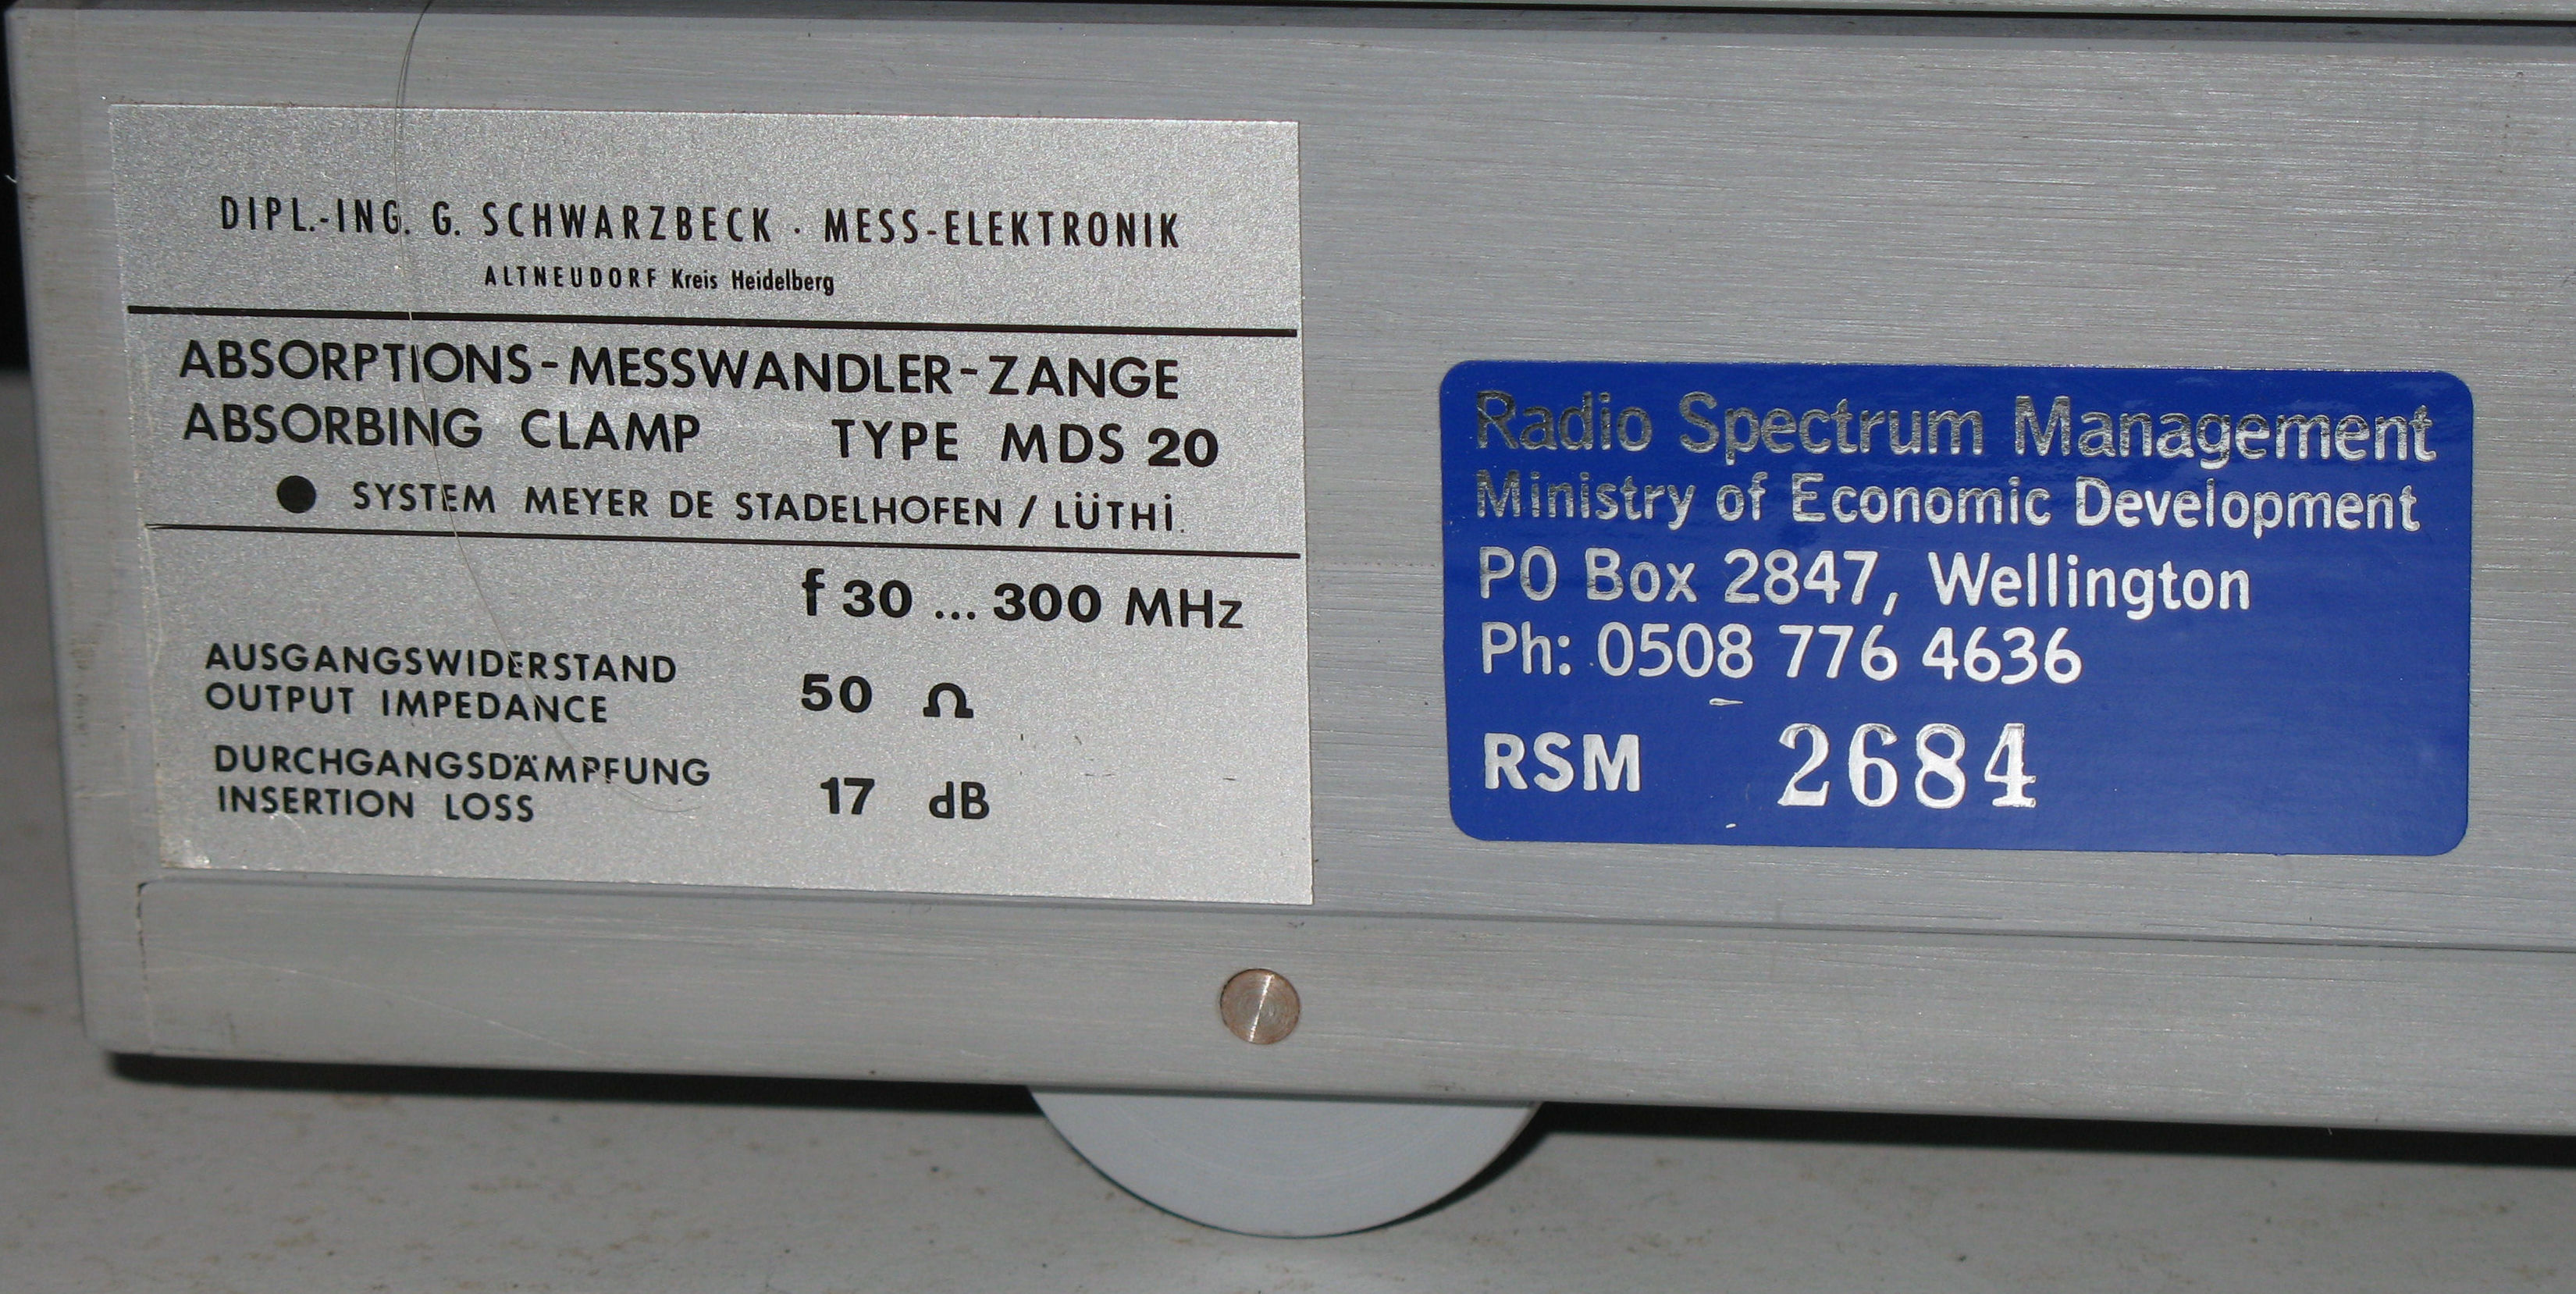 DIPL.-ING. G. SCHWARZBECK · MESS-ELEKTRONIK
ALTNEUDORF Kreis Heidelberg
ABSORPTIONS-MESSWANDLER-ZANGE
ABSORBING CLAMP TYPE MDS 20
● SYSTEM MEYER DE STADELHOFEN / LÜTHi.
f 30 ... 300 MHz
AUSGANGSWIDERSTAND
OUTPUT IMPEDANCE 50 Ω
DURCHGANGSDÄMPFUNG
INSERTION LOSS 17 dB
Radio Spectrum Management
Ministry of Economic Development
PO Box 2847, Wellington
Ph: 0508 776 4636
RSM 2684